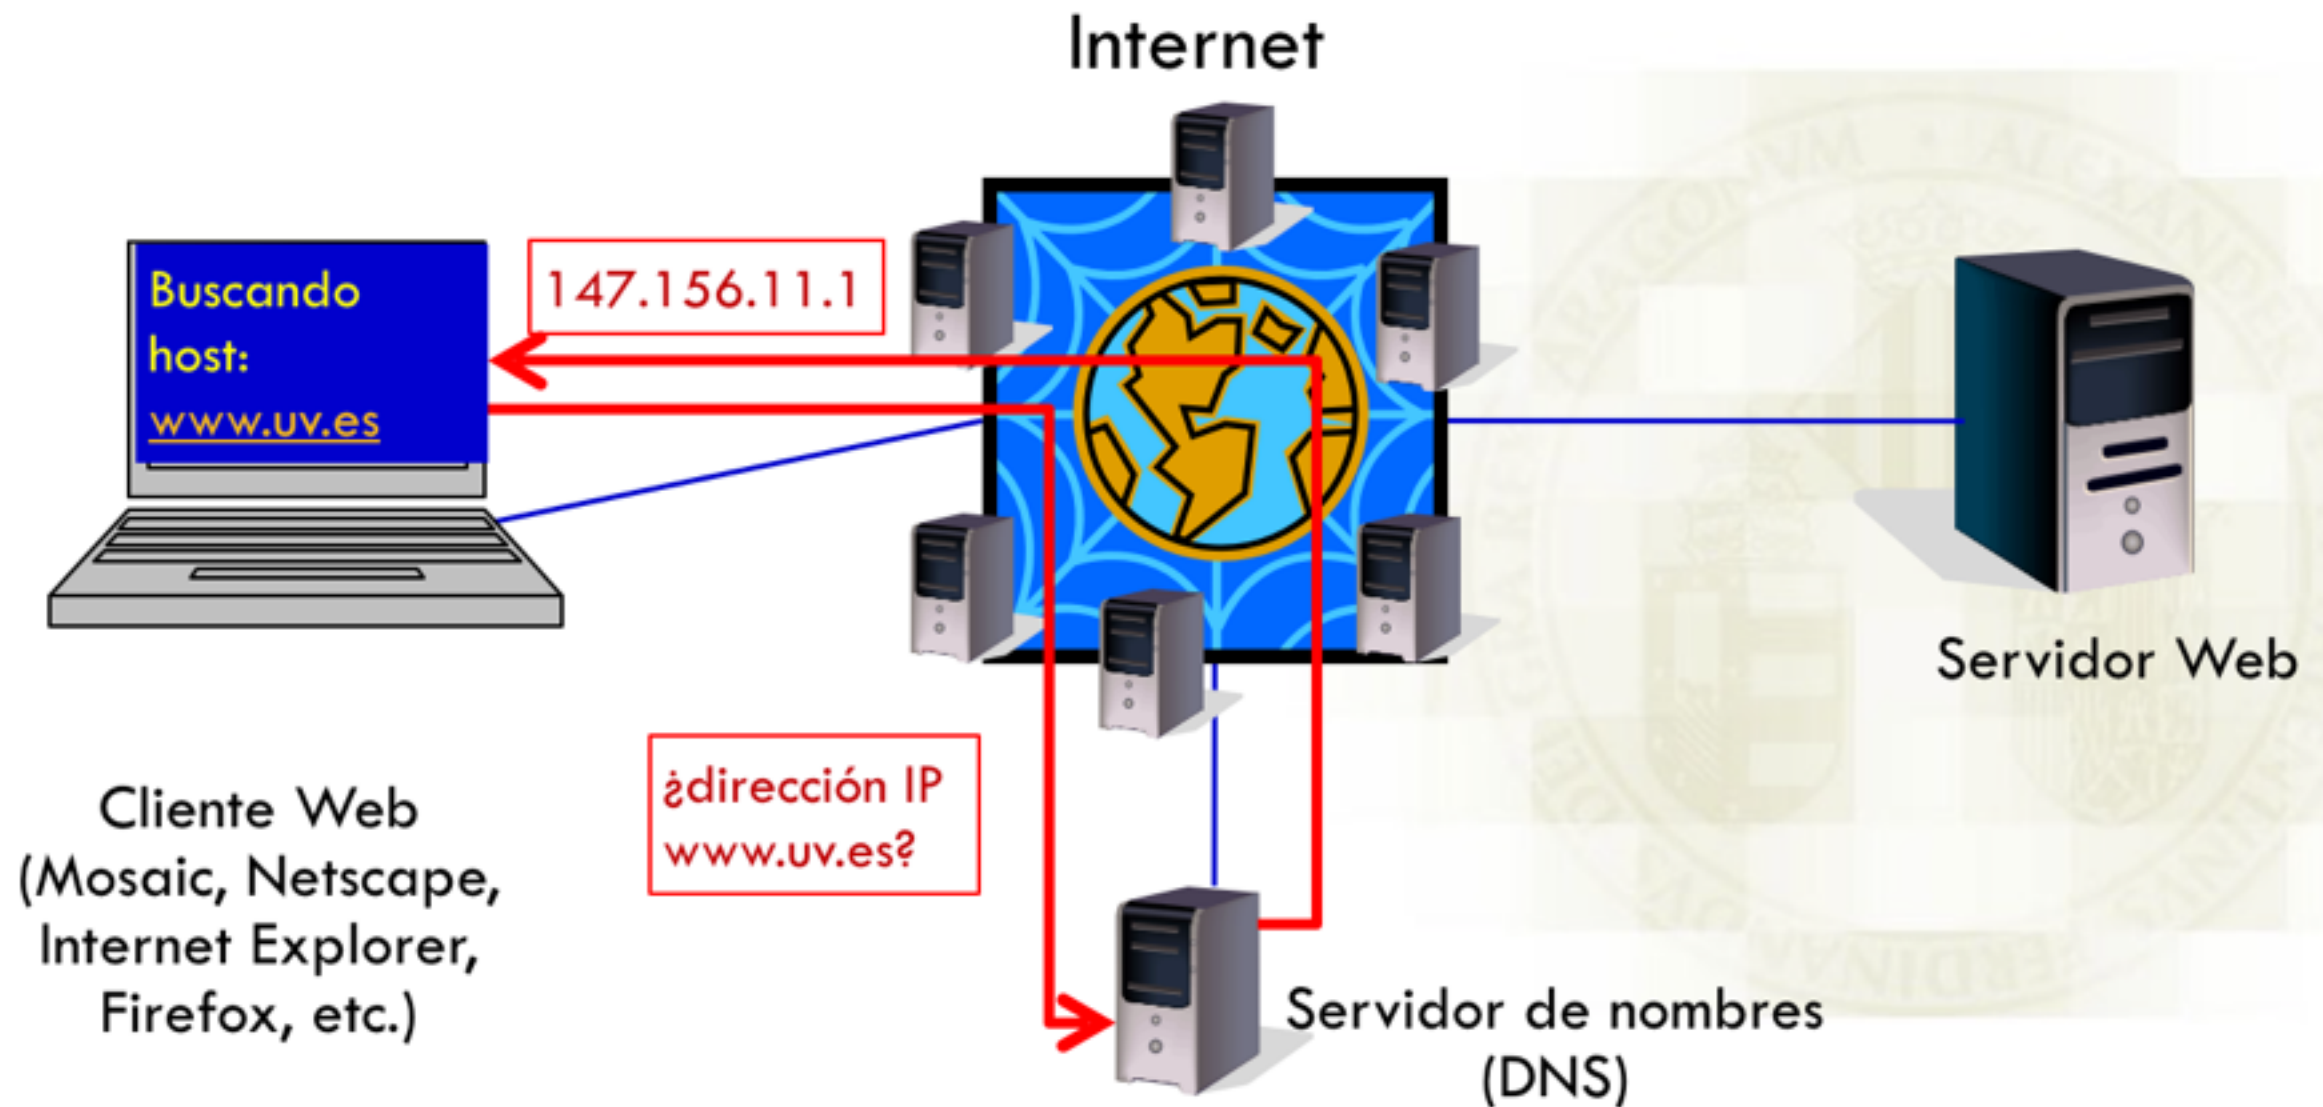 Internet
Buscando
host:
www.uv.es
147.156.11.1
Servidor Web
¿dirección IP
www.uv.es?
Cliente Web
(Mosaic, Netscape,
Internet Explorer,
Firefox, etc.)
Servidor de nombres
(DNS)